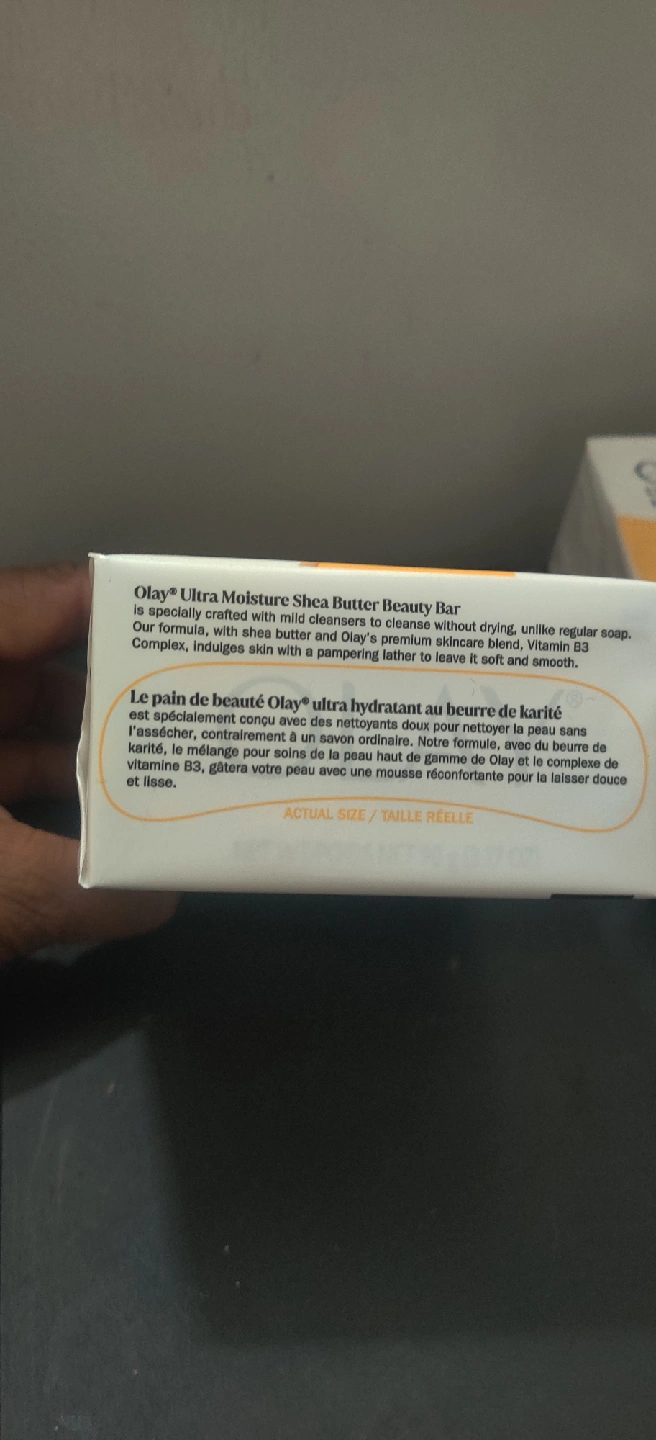 Olay® Ultra Moisture Shea Butter Beauty Bar
is specially crafted with mild cleansers to cleanse without drying, unlike regular soap.
Our formula, with shea butter and Olay's premium skincare blend, Vitamin B3
Complex, indulges skin with a pampering lather to leave it soft and smooth.
Le pain de beauté Olay® ultra hydratant au beurre de karité
est spécialement conçu avec des nettoyants doux pour nettoyer la peau sans
l'assécher, contrairement à un savon ordinaire. Notre formule, avec du beurre de
karité, le mélange pour soins de la peau haut de gamme de Olay et le complexe de
vitamine B3, gâtera votre peau avec une mousse réconfortante pour la laisser douce
et lisse.
ACTUAL SIZE / TAILLE RÉELLE